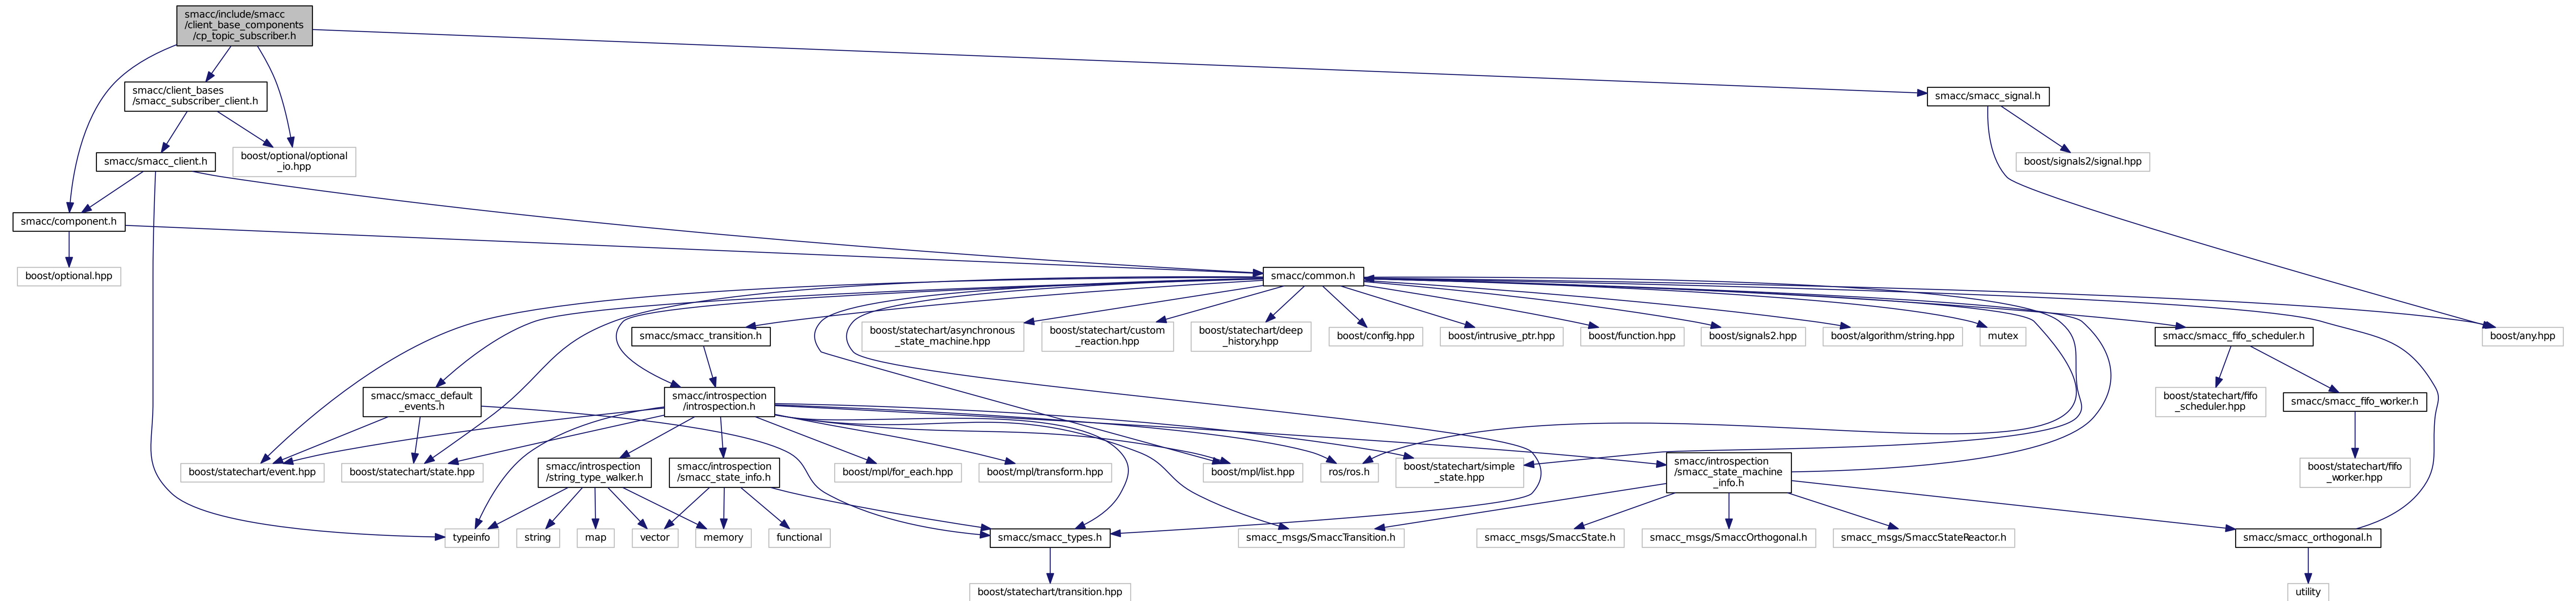 smacc/include/smacc
/client_base_components
/cp_topic_subscriber.h
smacc/client_bases
/smacc_subscriber_client.h
smacc/smacc_signal.h
smacc/smacc_client.h
boost/optional/optional
_io.hpp
boost/signals2/signal.hpp
smacc/component.h
boost/optional.hpp
smacc/common.h
smacc/smacc_transition.h
boost/statechart/asynchronous
_state_machine.hpp
boost/statechart/custom
_reaction.hpp
boost/statechart/deep
_history.hpp
boost/config.hpp
boost/intrusive_ptr.hpp
boost/function.hpp
boost/signals2.hpp
boost/algorithm/string.hpp
mutex
smacc/smacc_fifo_scheduler.h
boost/any.hpp
smacc/smacc_default
_events.h
smacc/introspection
/introspection.h
boost/statechart/fifo
_scheduler.hpp
smacc/smacc_fifo_worker.h
boost/statechart/event.hpp
boost/statechart/state.hpp
smacc/introspection
/string_type_walker.h
smacc/introspection
/smacc_state_info.h
boost/mpl/for_each.hpp
boost/mpl/transform.hpp
boost/mpl/list.hpp
ros/ros.h
boost/statechart/simple
_state.hpp
smacc/introspection
/smacc_state_machine
_info.h
boost/statechart/fifo
_worker.hpp
typeinfo
string
map
vector
memory
functional
smacc/smacc_types.h
smacc_msgs/SmaccTransition.h
smacc_msgs/SmaccState.h
smacc_msgs/SmaccOrthogonal.h
smacc_msgs/SmaccStateReactor.h
smacc/smacc_orthogonal.h
boost/statechart/transition.hpp
utility